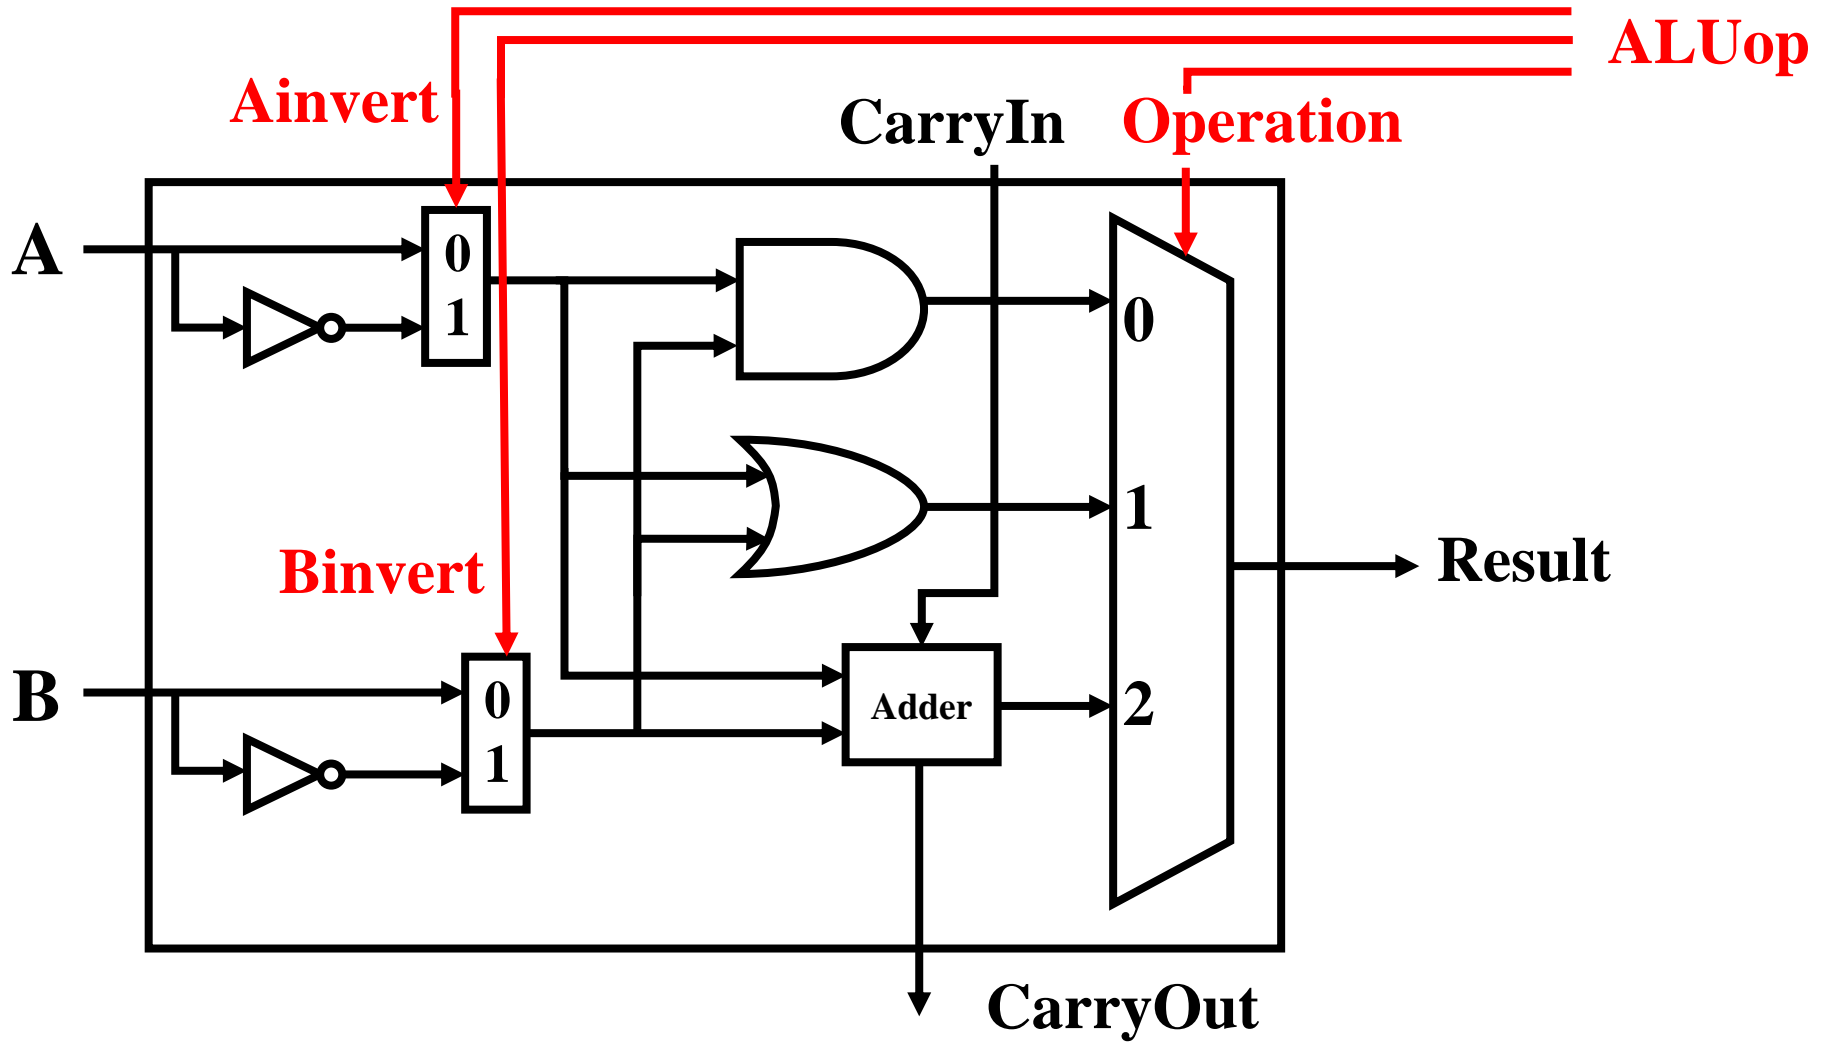 ALUop
Ainvert
CarryIn
Operation
A
0
1
0
1
Binvert
Result
B
0
1
Adder
2
CarryOut